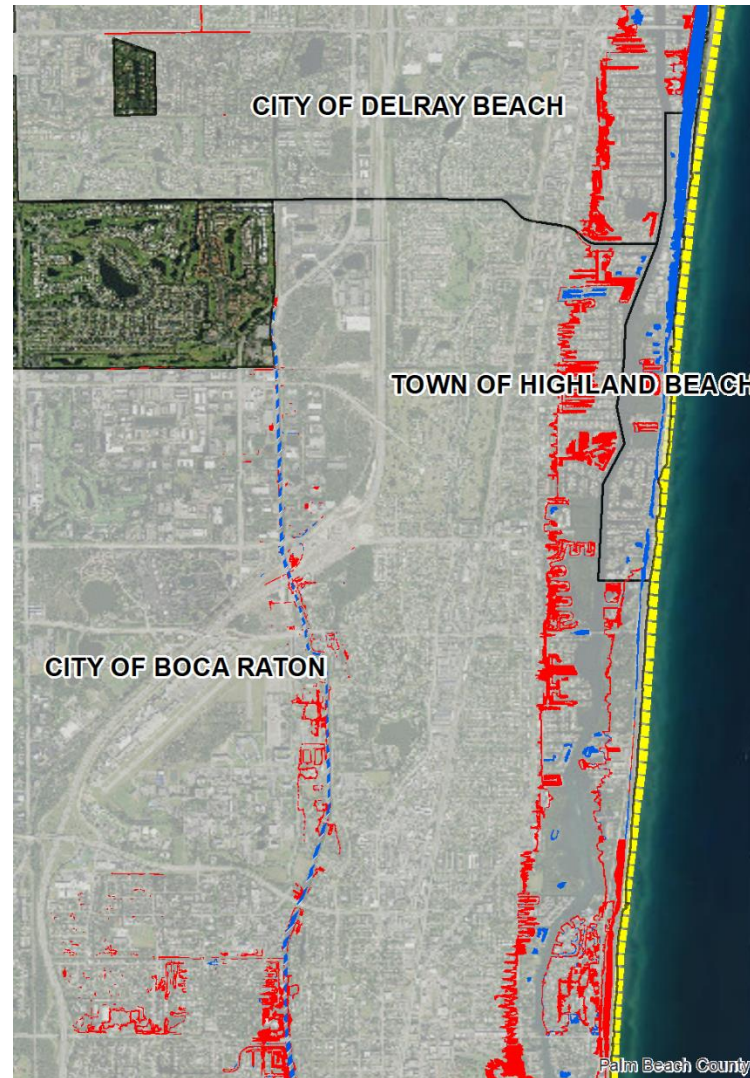 CITY OF DELRAY BEACH
TOWN OF HIGHLAND BEACH
CITY OF BOCA RATON
Palm Beach County